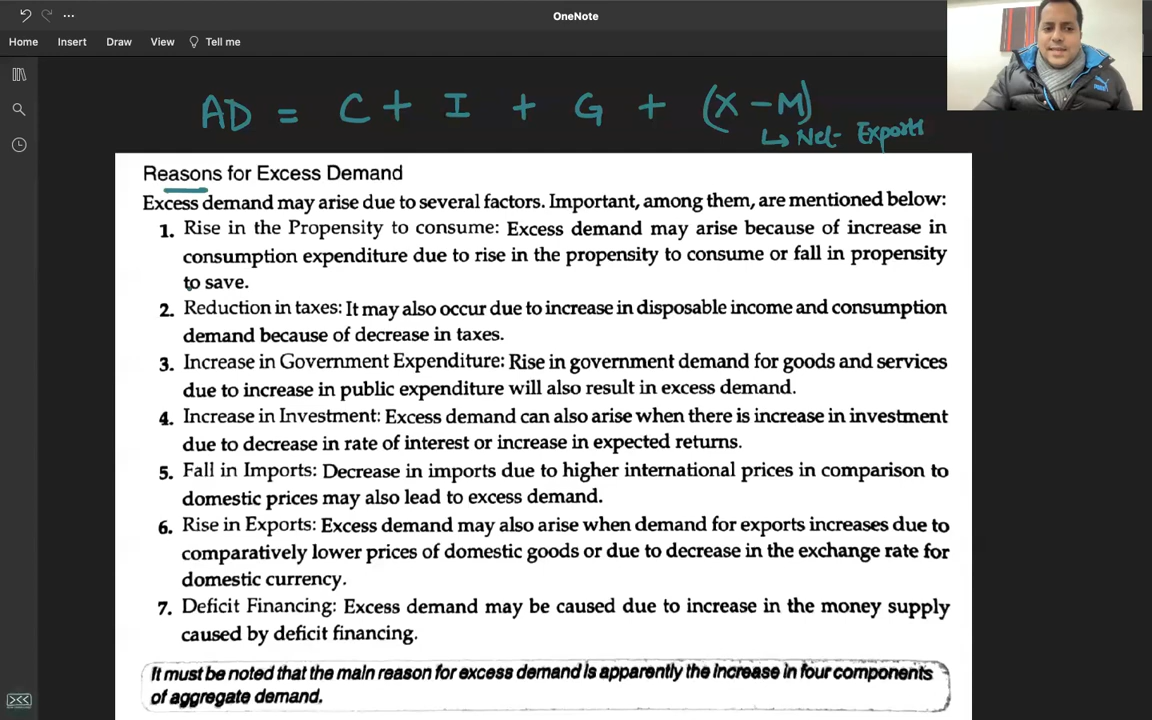 OneNote
Home Insert Draw View Tell me
AD = C + I + G + (X - M)
↳ Net- Exports
Reasons for Excess Demand
Excess demand may arise due to several factors. Important, among them, are mentioned below:
1. Rise in the Propensity to consume: Excess demand may arise because of increase in
consumption expenditure due to rise in the propensity to consume or fall in propensity
to save.
2. Reduction in taxes: It may also occur due to increase in disposable income and consumption
demand because of decrease in taxes.
3. Increase in Government Expenditure: Rise in government demand for goods and services
due to increase in public expenditure will also result in excess demand.
4. Increase in Investment: Excess demand can also arise when there is increase in investment
due to decrease in rate of interest or increase in expected returns.
5. Fall in Imports: Decrease in imports due to higher international prices in comparison to
domestic prices may also lead to excess demand.
6. Rise in Exports: Excess demand may also arise when demand for exports increases due to
comparatively lower prices of domestic goods or due to decrease in the exchange rate for
domestic currency.
7. Deficit Financing: Excess demand may be caused due to increase in the money supply
caused by deficit financing.
It must be noted that the main reason for excess demand is apparently the increase in four components
of aggregate demand.